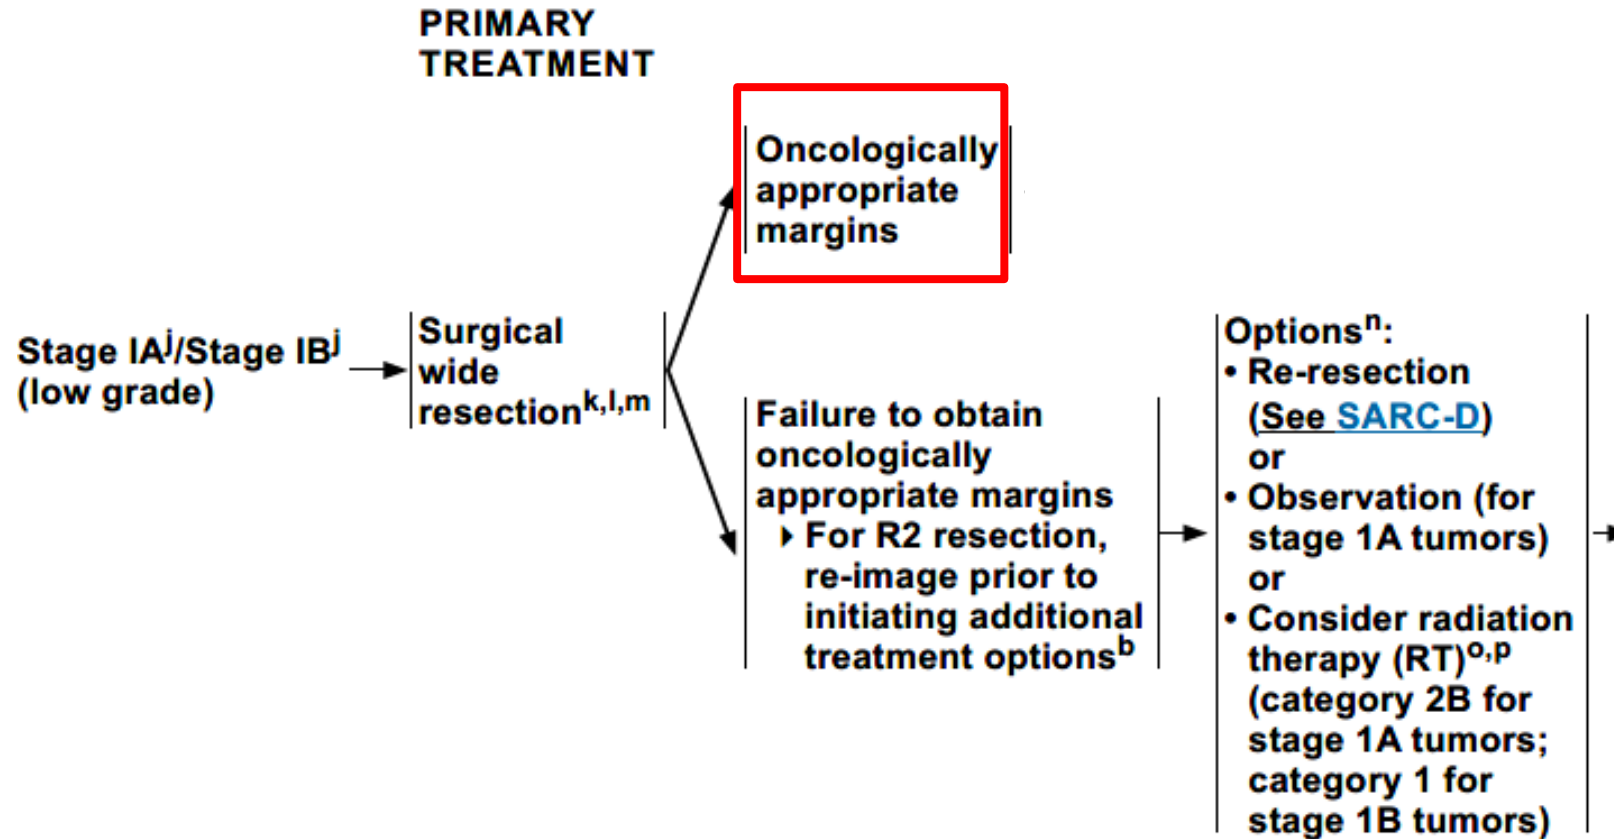 PRIMARY
TREATMENT
Oncologically
appropriate
margins
Stage IAʲ/Stage IBʲ
(low grade)
Surgical
wide
resectionᵏ,ˡ,ᵐ
Failure to obtain
oncologically
appropriate margins
▸ For R2 resection,
re-image prior to
initiating additional
treatment optionsᵇ
Optionsⁿ:
• Re-resection
(See SARC-D)
or
• Observation (for
stage 1A tumors)
or
• Consider radiation
therapy (RT)ᵒ,ᵖ
(category 2B for
stage 1A tumors;
category 1 for
stage 1B tumors)